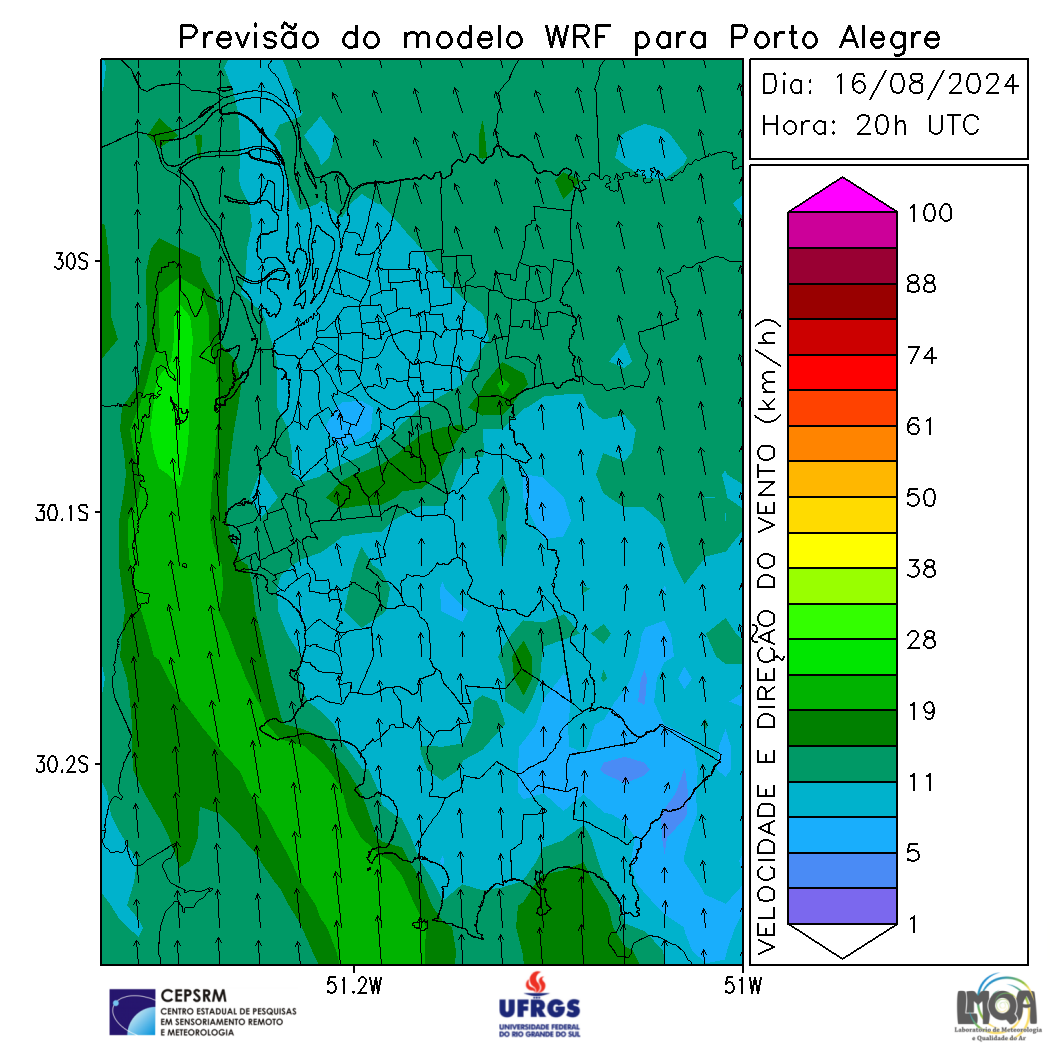 Previsão do modelo WRF para Porto Alegre
Dia: 16/08/2024
Hora: 20h UTC
30S
30.1S
30.2S
51.2W
51W
VELOCIDADE E DIREÇÃO DO VENTO (km/h)
100
88
74
61
50
38
28
19
11
5
1
CEPSRM
CENTRO ESTADUAL DE PESQUISAS
EM SENSORIAMENTO REMOTO
E METEOROLOGIA
UFRGS
UNIVERSIDADE FEDERAL
DO RIO GRANDE DO SUL
LMQA
Laboratório de Meteorologia
e Qualidade do Ar